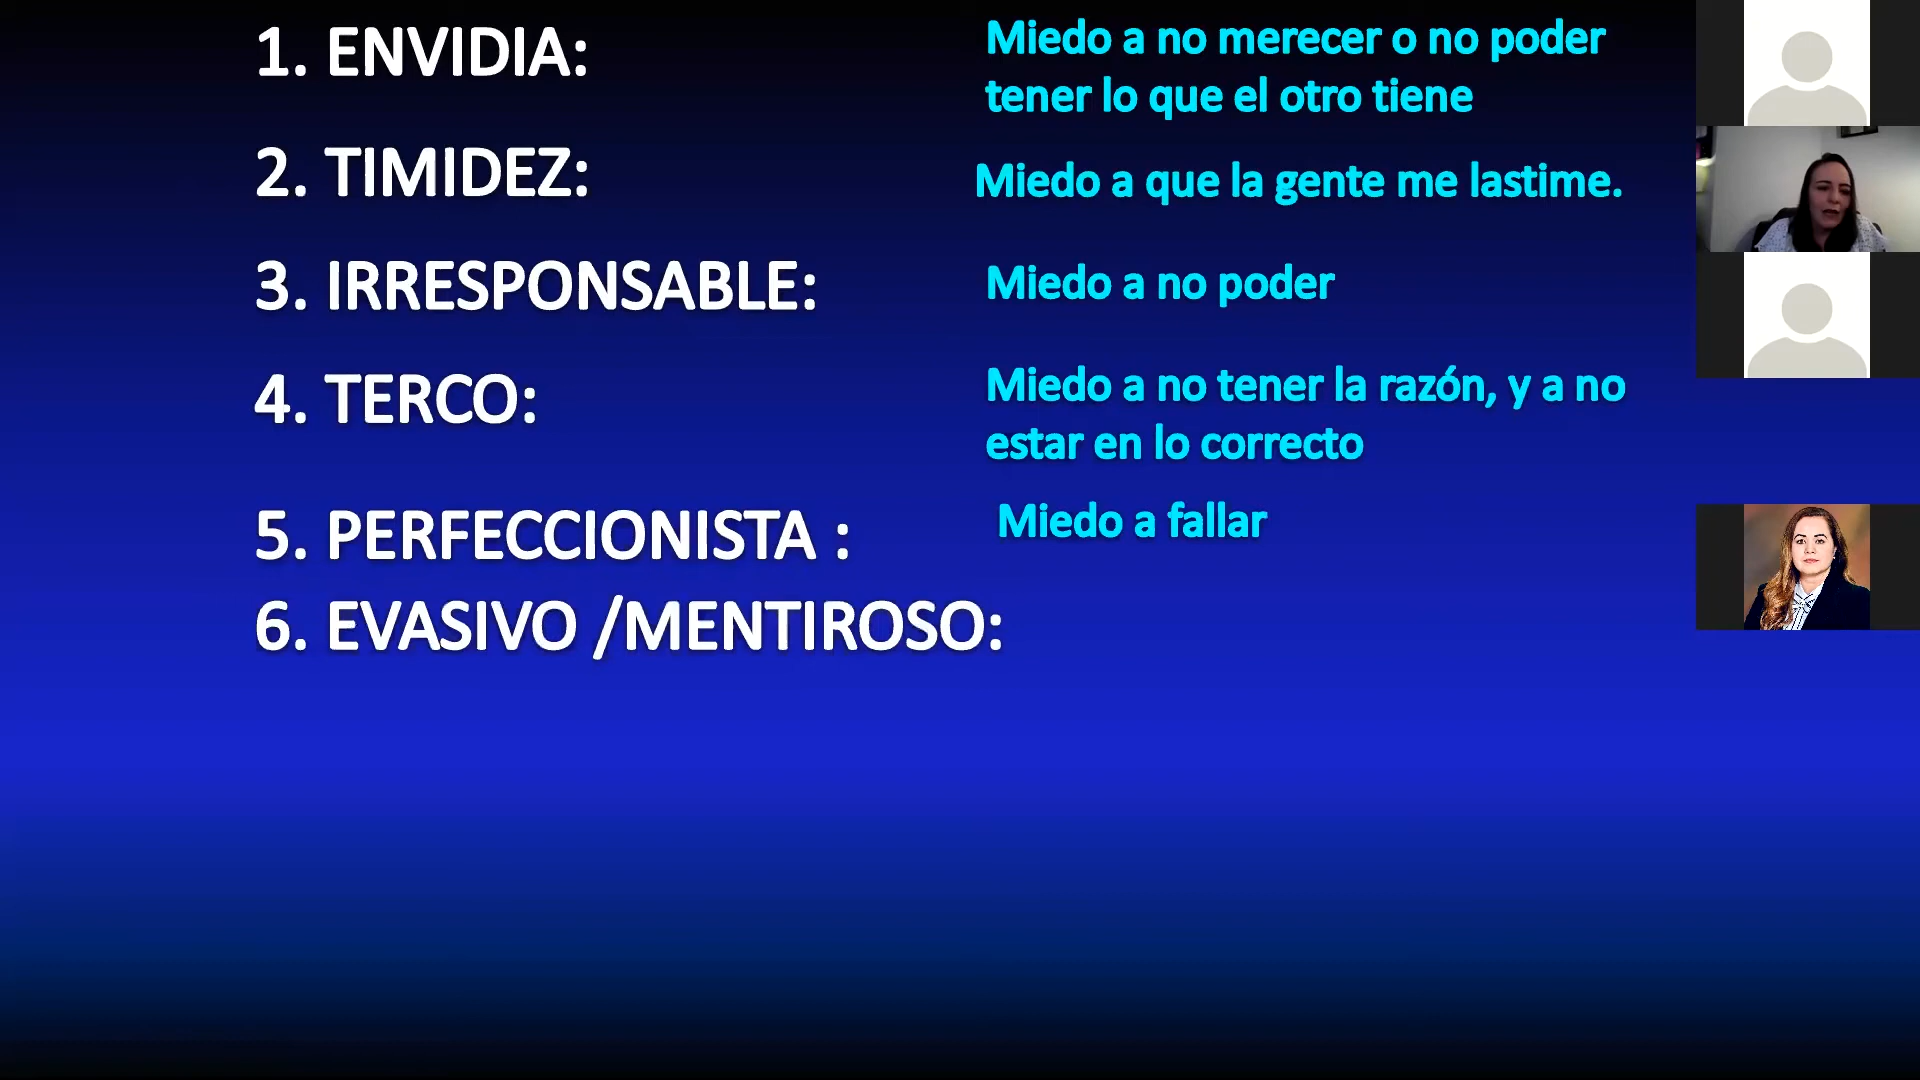 1. ENVIDIA:
Miedo a no merecer o no poder
tener lo que el otro tiene
2. TIMIDEZ:
Miedo a que la gente me lastime.
3. IRRESPONSABLE:
Miedo a no poder
4. TERCO:
Miedo a no tener la razón, y a no
estar en lo correcto
5. PERFECCIONISTA :
Miedo a fallar
6. EVASIVO /MENTIROSO: